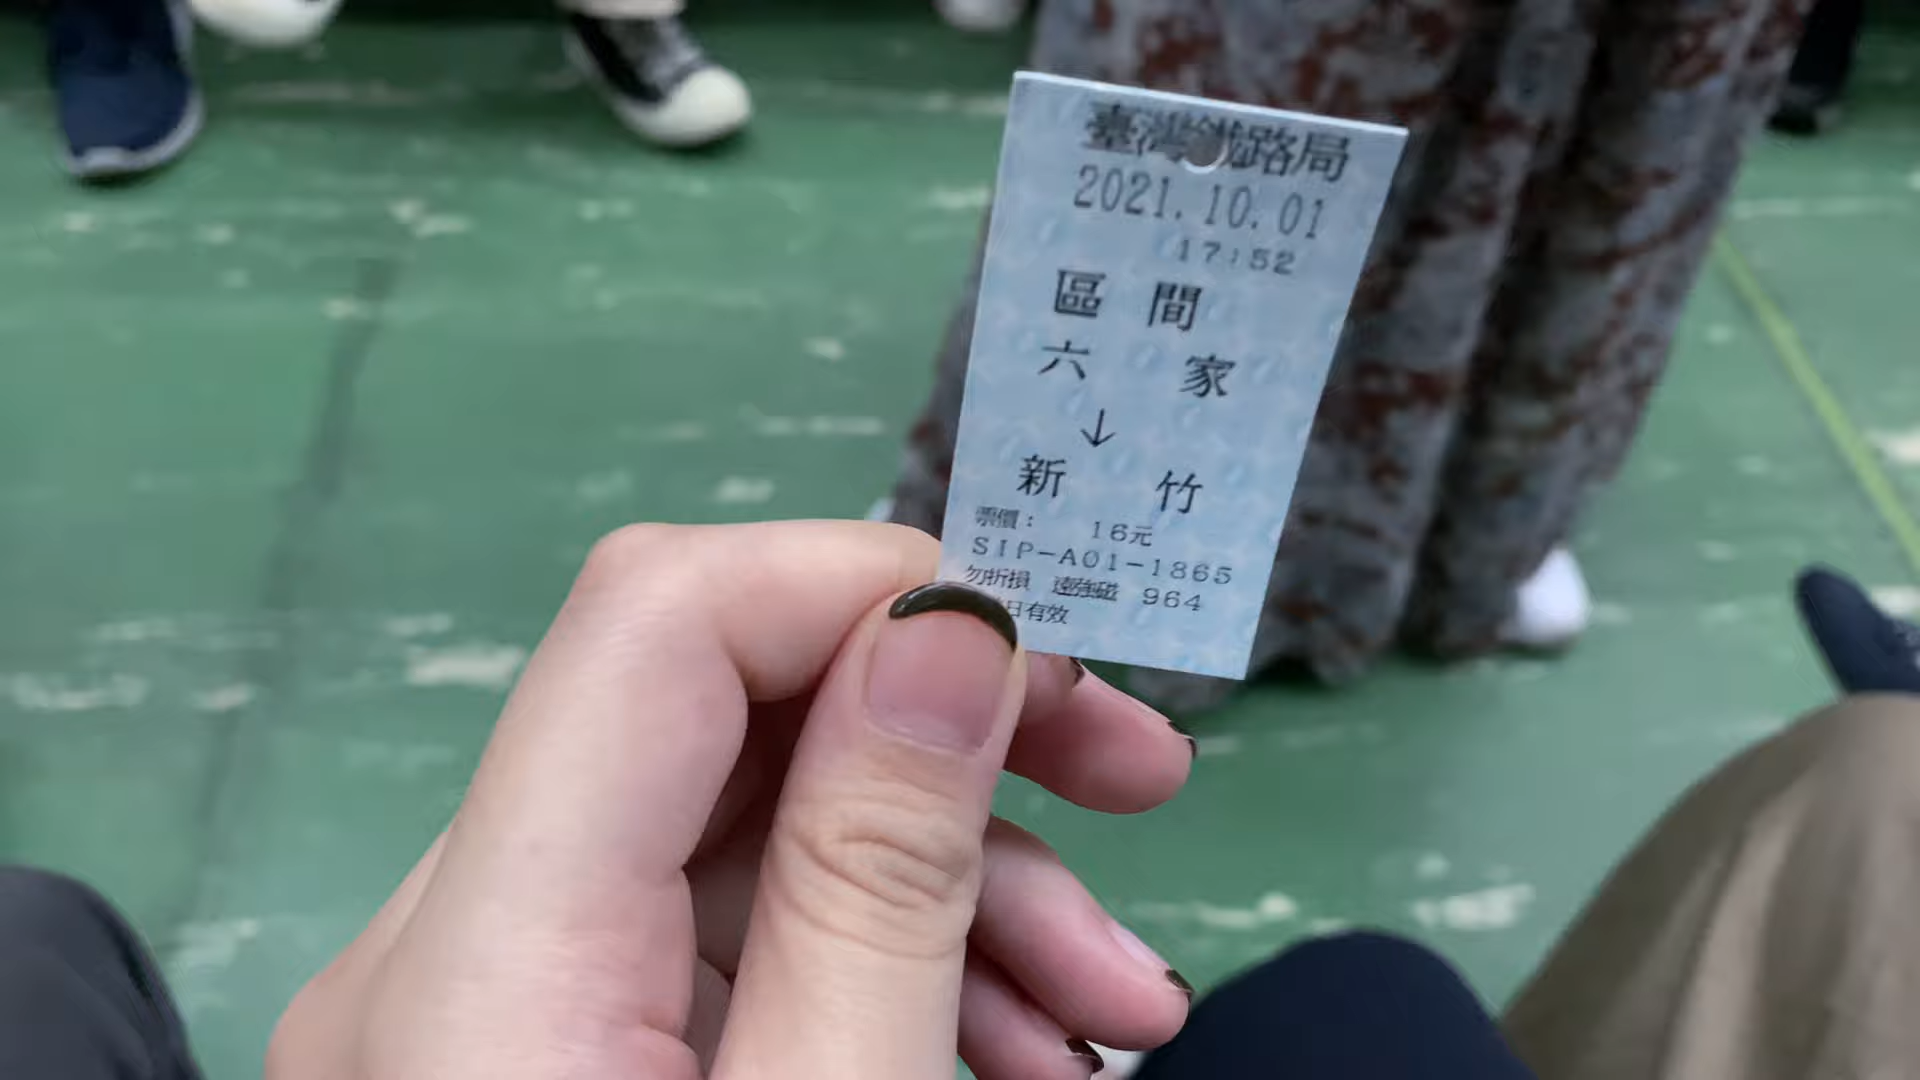 臺灣鐵路局
2021.10.01
17:52
區間
六家
↓
新竹
票價： 16元
SIP-A01-1865
勿折損 遠強磁 964
日有效